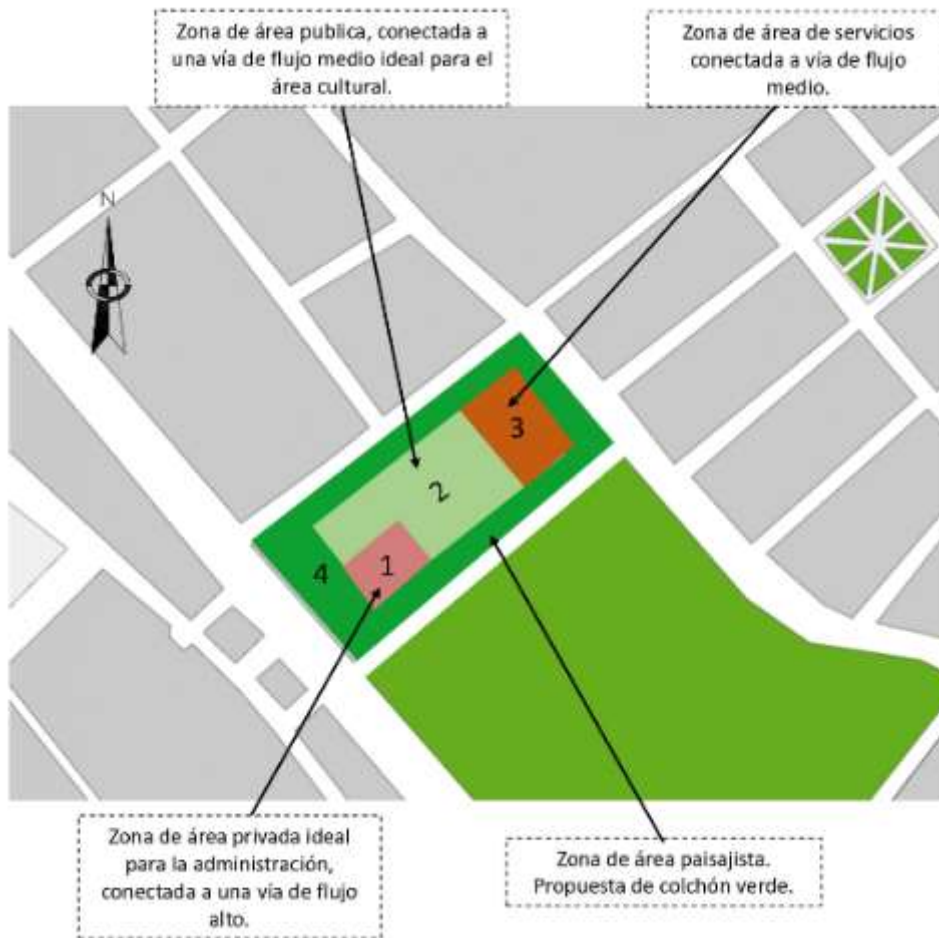 Zona de área publica, conectada a
una vía de flujo medio ideal para el
área cultural.
Zona de área de servicios
conectada a vía de flujo
medio.
N
3
2
1
4
Zona de área privada ideal
para la administración,
conectada a una vía de flujo
alto.
Zona de área paisajista.
Propuesta de colchón verde.